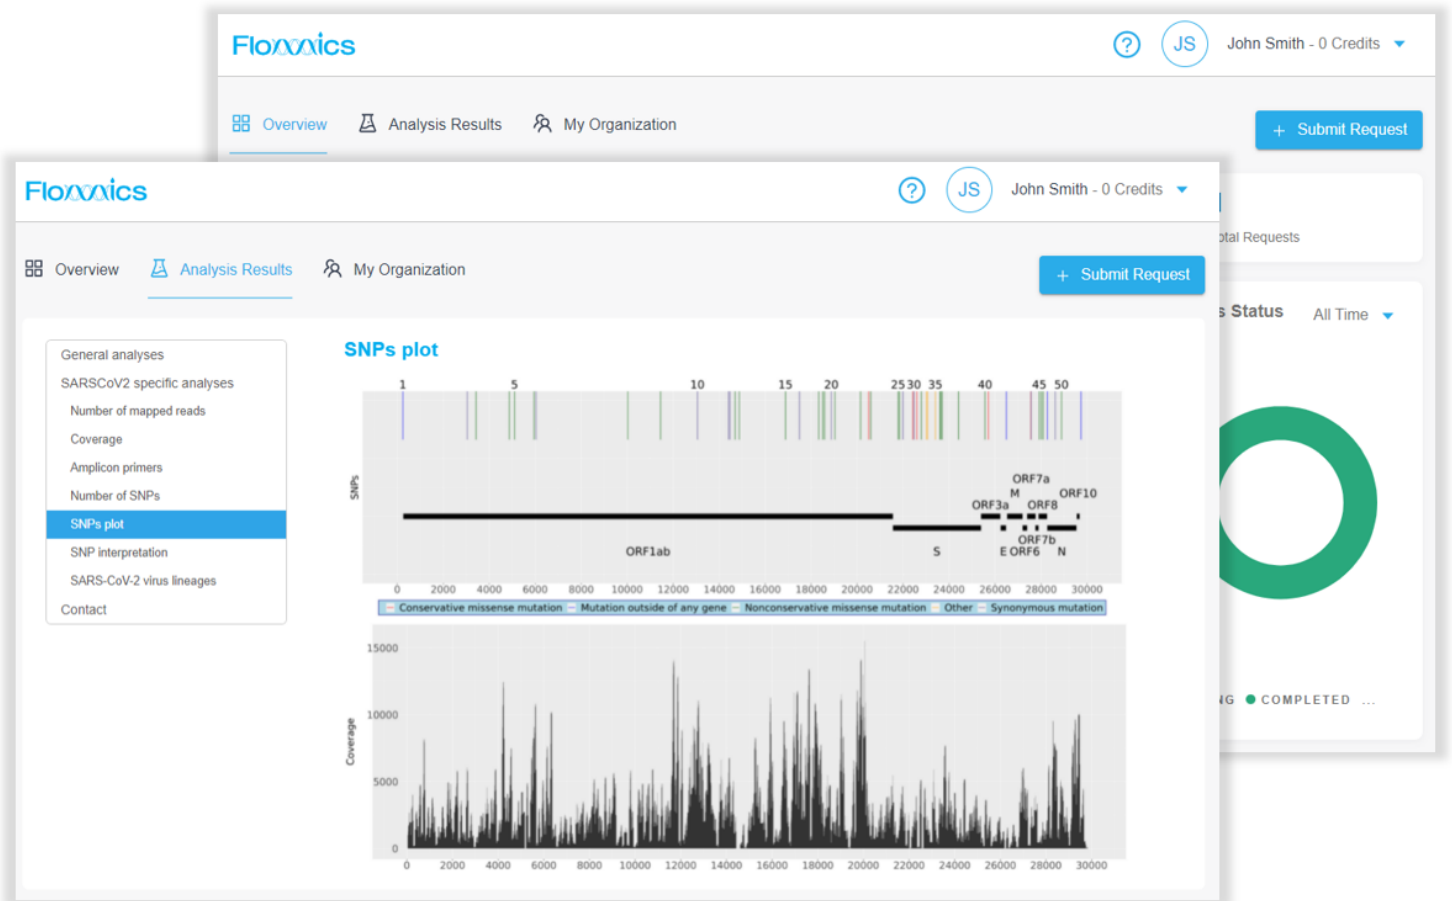 Floxxxics
? JS John Smith - 0 Credits
Overview Analysis Results My Organization
+ Submit Request
Floxxxics
? JS John Smith - 0 Credits
Overview Analysis Results My Organization
+ Submit Request
Total Requests
s Status All Time
General analyses
SARSCoV2 specific analyses
Number of mapped reads
Coverage
Amplicon primers
Number of SNPs
SNPs plot
SNP interpretation
SARS-CoV-2 virus lineages
Contact
SNPs plot
1 5 10 15 20 25 30 35 40 45 50
SNPs
ORF7a
M ORF10
ORF3a ORF8
ORF7b
ORF1ab S E ORF6 N
0 2000 4000 6000 8000 10000 12000 14000 16000 18000 20000 22000 24000 26000 28000 30000
Conservative missense mutation Mutation outside of any gene Nonconservative missense mutation Other Synonymous mutation
15000
10000
Coverage
5000
0
0 2000 4000 6000 8000 10000 12000 14000 16000 18000 20000 22000 24000 26000 28000 30000
NG COMPLETED ...